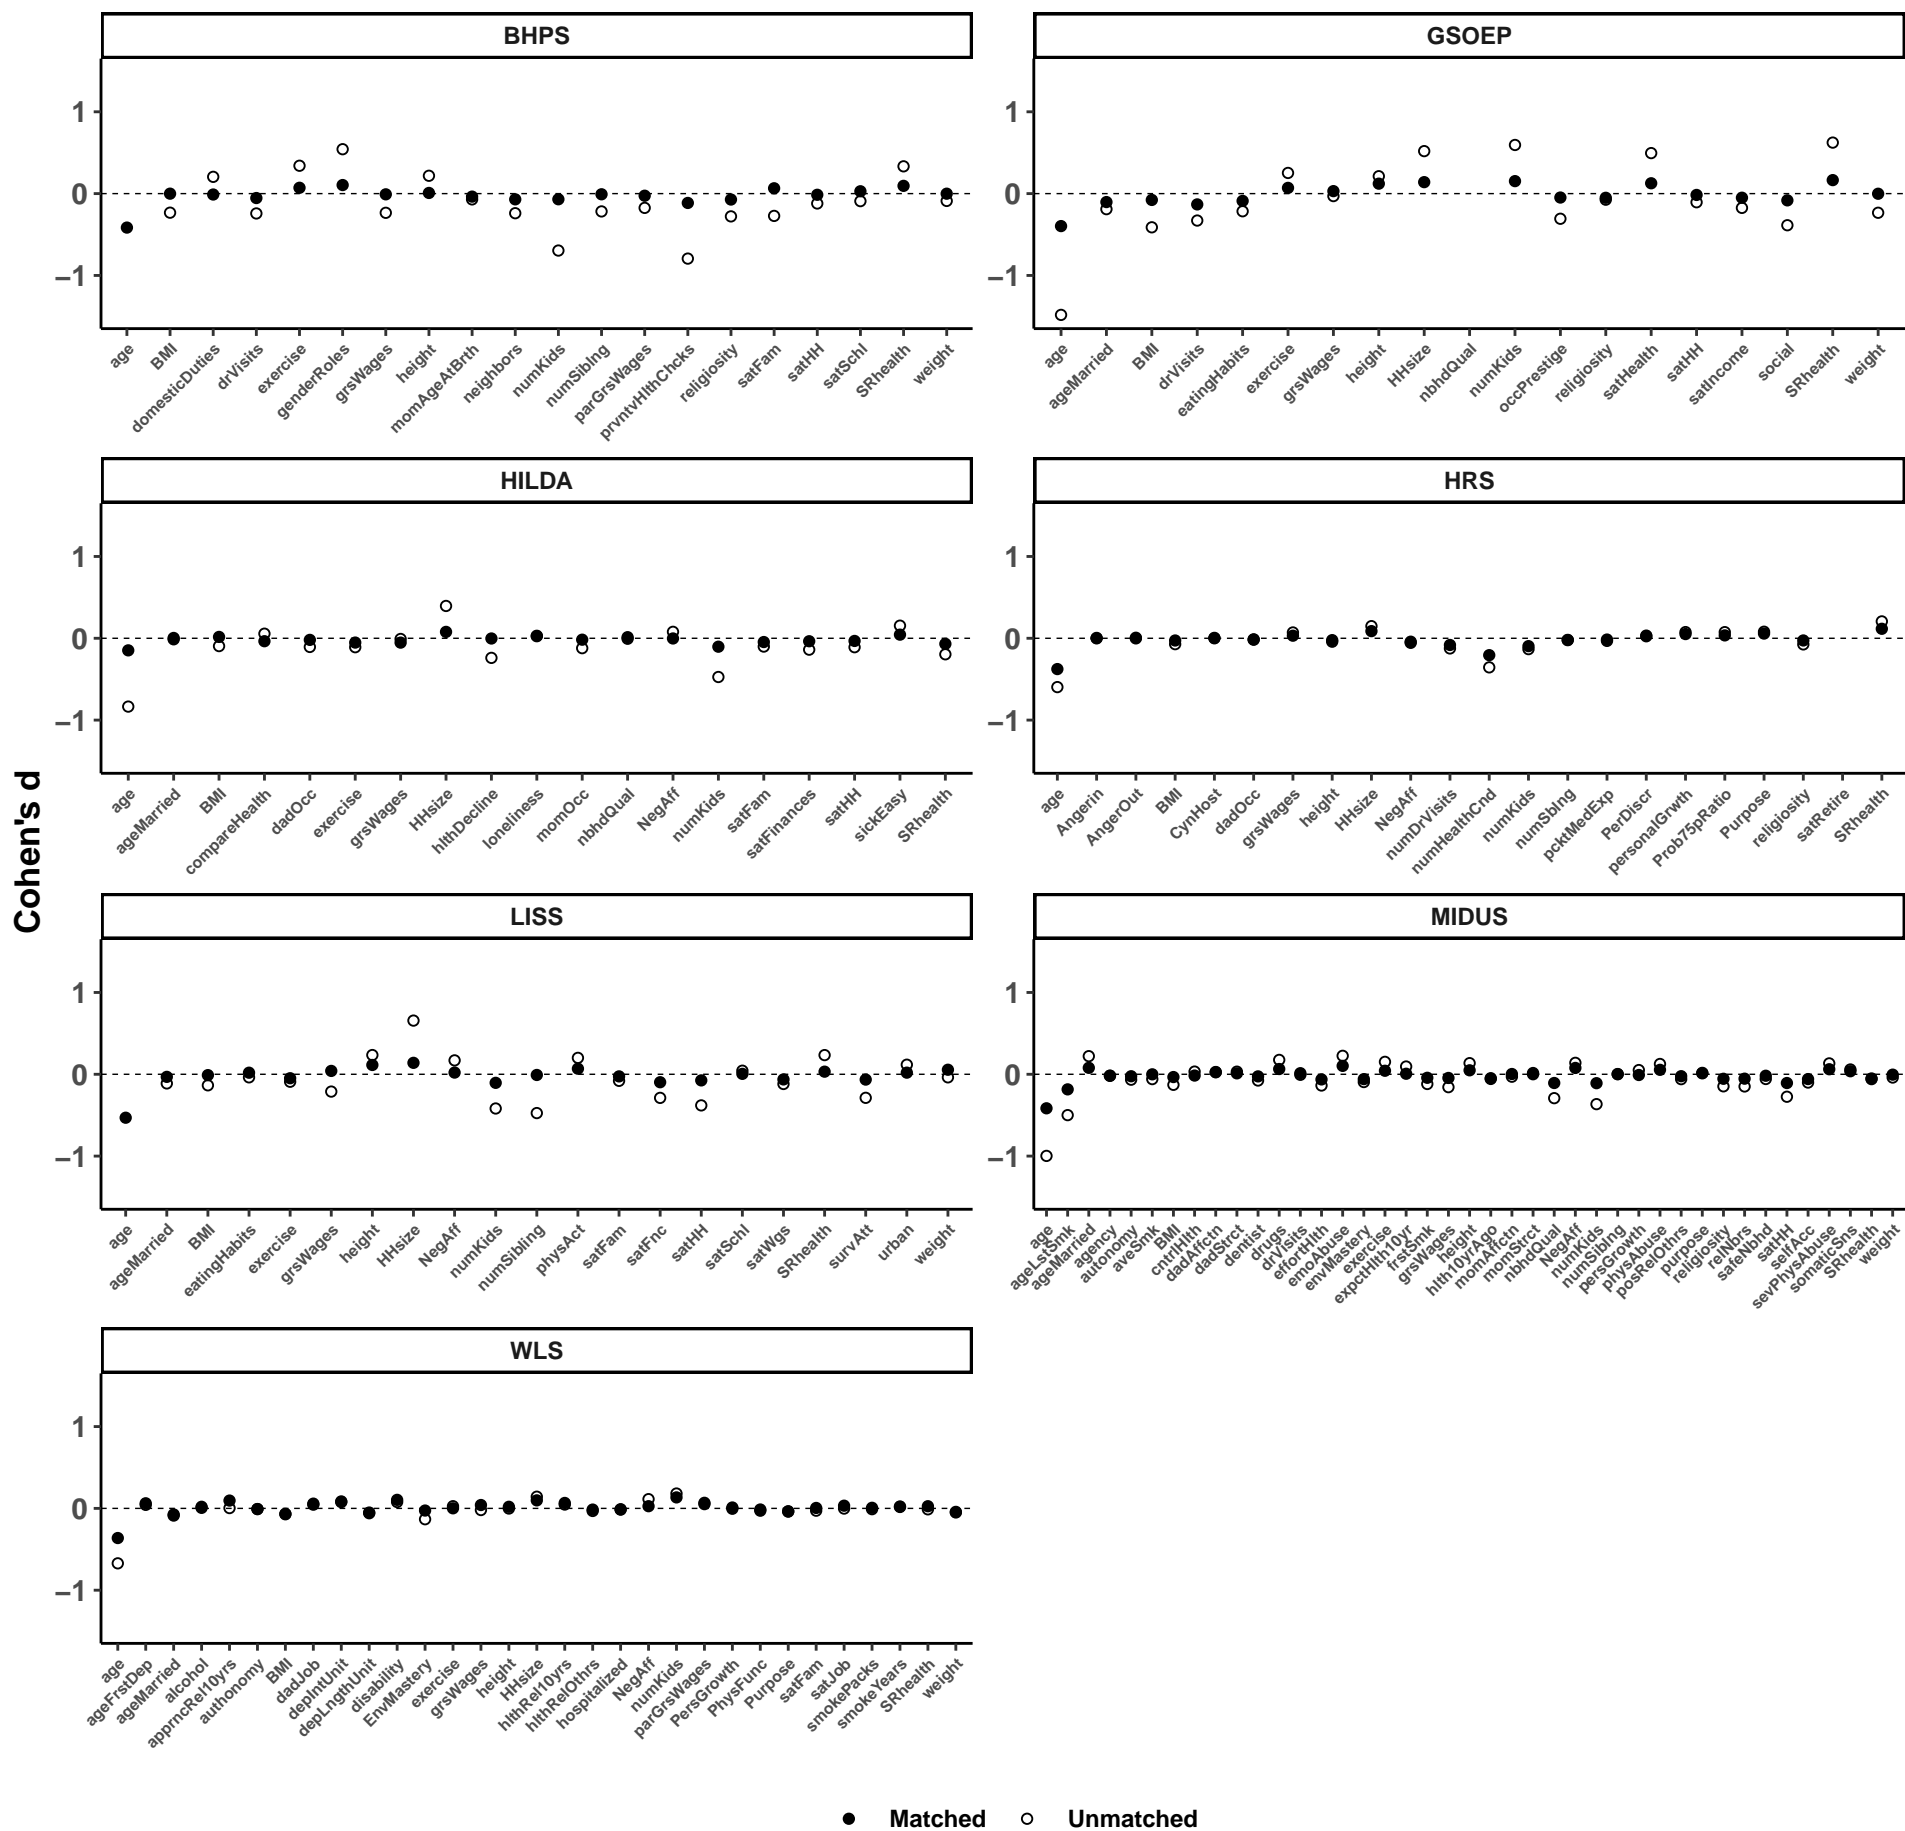 BHPS
1
0
−1
age
BMI
domesticDuties
drVisits
exercise
genderRoles
grsWages
height
momAgeAtBrth
neighbors
numKids
numSiblng
parGrsWages
prvntvHlthChcks
religiosity
satFam
satHH
satSchl
SRhealth
weight
GSOEP
1
0
−1
age
ageMarried
BMI
drVisits
eatingHabits
exercise
grsWages
height
HHsize
nbhdQual
numKids
occPrestige
religiosity
satHealth
satHH
satIncome
social
SRhealth
weight
HILDA
1
0
−1
age
ageMarried
BMI
compareHealth
dadOcc
exercise
grsWages
HHsize
hlthDecline
loneliness
momOcc
nbhdQual
NegAff
numKids
satFam
satFinances
satHH
sickEasy
SRhealth
HRS
1
0
−1
age
Angerin
AngerOut
BMI
CynHost
dadOcc
grsWages
height
HHsize
NegAff
numDrVisits
numHealthCnd
numKids
numSblng
pcktMedExp
PerDiscr
personalGrwth
Prob75pRatio
Purpose
religiosity
satRetire
SRhealth
Cohen's d
LISS
1
0
−1
age
ageMarried
BMI
eatingHabits
exercise
grsWages
height
HHsize
NegAff
numKids
numSibling
physAct
satFam
satFnc
satHH
satSchl
satWgs
SRhealth
survAtt
urban
weight
MIDUS
1
0
−1
age
ageLstSmk
ageMarried
agency
autonomy
aveSmk
BMI
cntrlHlth
dadAffctn
dadStrct
dentist
drugs
drVisits
effortHlth
emoAbuse
envMastery
exercise
expctHlth10yr
frstSmk
grsWages
height
hlth10yrAgo
momAffctn
momStrct
nbhdQual
NegAff
numKids
numSiblng
persGrowth
physAbuse
posRelOthrs
purpose
religiosity
relNbrs
safeNbhd
satHH
selfAcc
sevPhysAbuse
somaticSns
SRhealth
weight
WLS
1
0
−1
age
ageFrstDep
ageMarried
alcohol
apprncRel10yrs
authonomy
BMI
dadJob
depIntUnit
depLngthUnit
disability
EnvMastery
exercise
grsWages
height
HHsize
hlthRel10yrs
hlthRelOthrs
hospitalized
NegAff
numKids
parGrsWages
PersGrowth
PhysFunc
Purpose
satFam
satJob
smokePacks
smokeYears
SRhealth
weight
Matched Unmatched